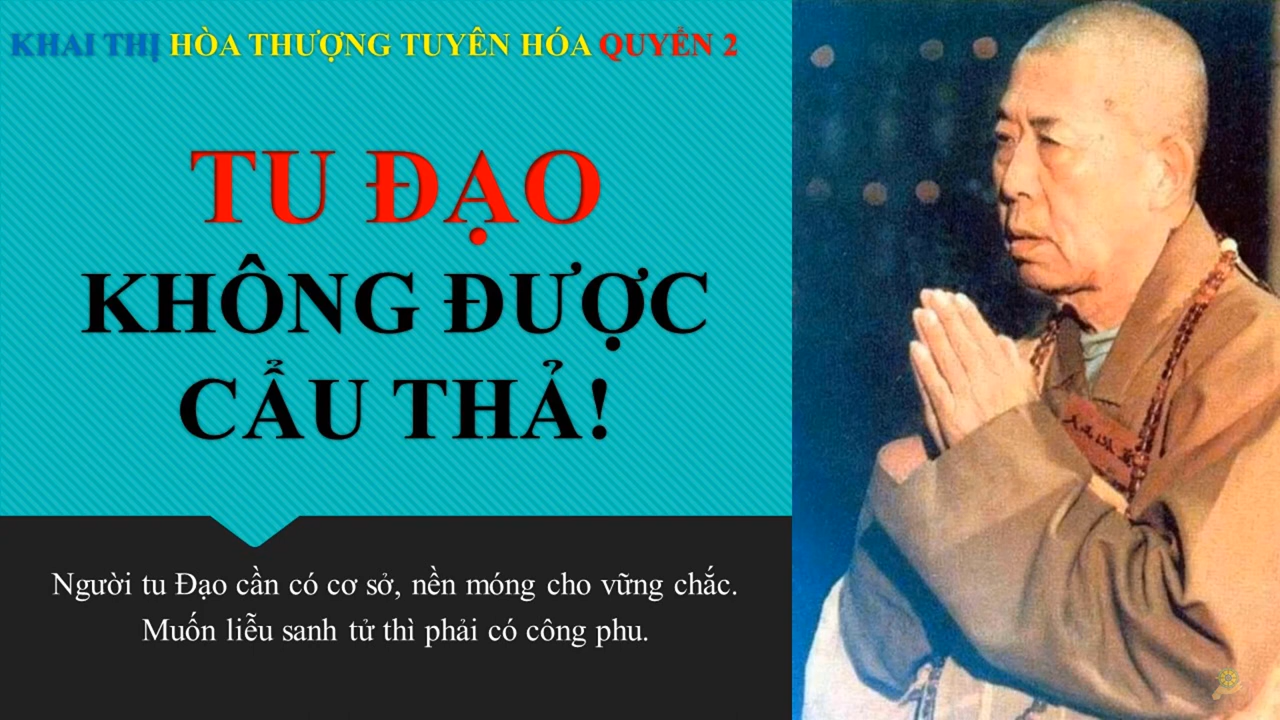 KHAI THỊ HÒA THƯỢNG TUYÊN HÓA QUYỂN 2
TU ĐẠO
KHÔNG ĐƯỢC
CẨU THẢ!
Người tu Đạo cần có cơ sở, nền móng cho vững chắc.
Muốn liễu sanh tử thì phải có công phu.